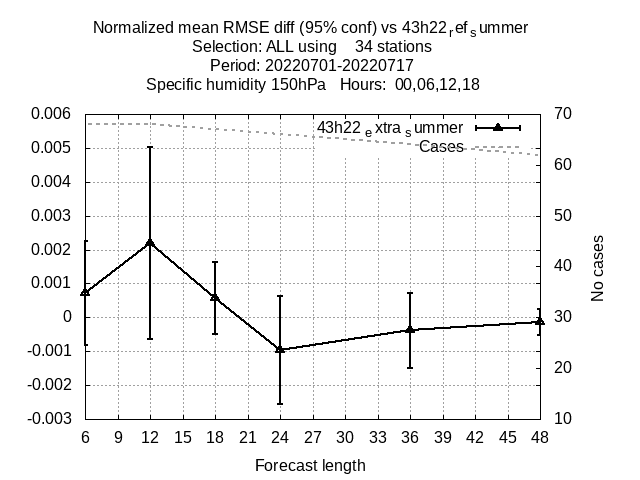 Normalized mean RMSE diff (95% conf) vs 43h22refsummer
Selection: ALL using 34 stations
Period: 20220701-20220717
Specific humidity 150hPa Hours: 00,06,12,18
0.006 70
43h22extrasummer
Cases
0.005 60
0.004
0.003 50
0.002 40
0.001
0 30
-0.001 20
-0.002
-0.003 10
No cases
6 9 12 15 18 21 24 27 30 33 36 39 42 45 48
Forecast length